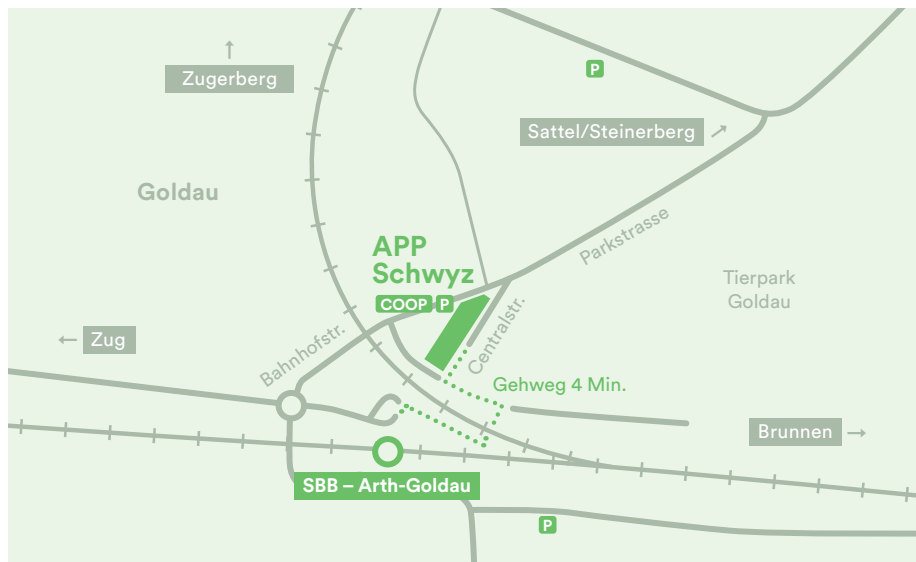 Zugerberg
P
Sattel/Steinerberg
Goldau
Parkstrasse
APP
Schwyz
COOP P
Tierpark
Goldau
Centralstr.
Zug
Bahnhofstr.
Gehweg 4 Min.
Brunnen
SBB – Arth-Goldau
P